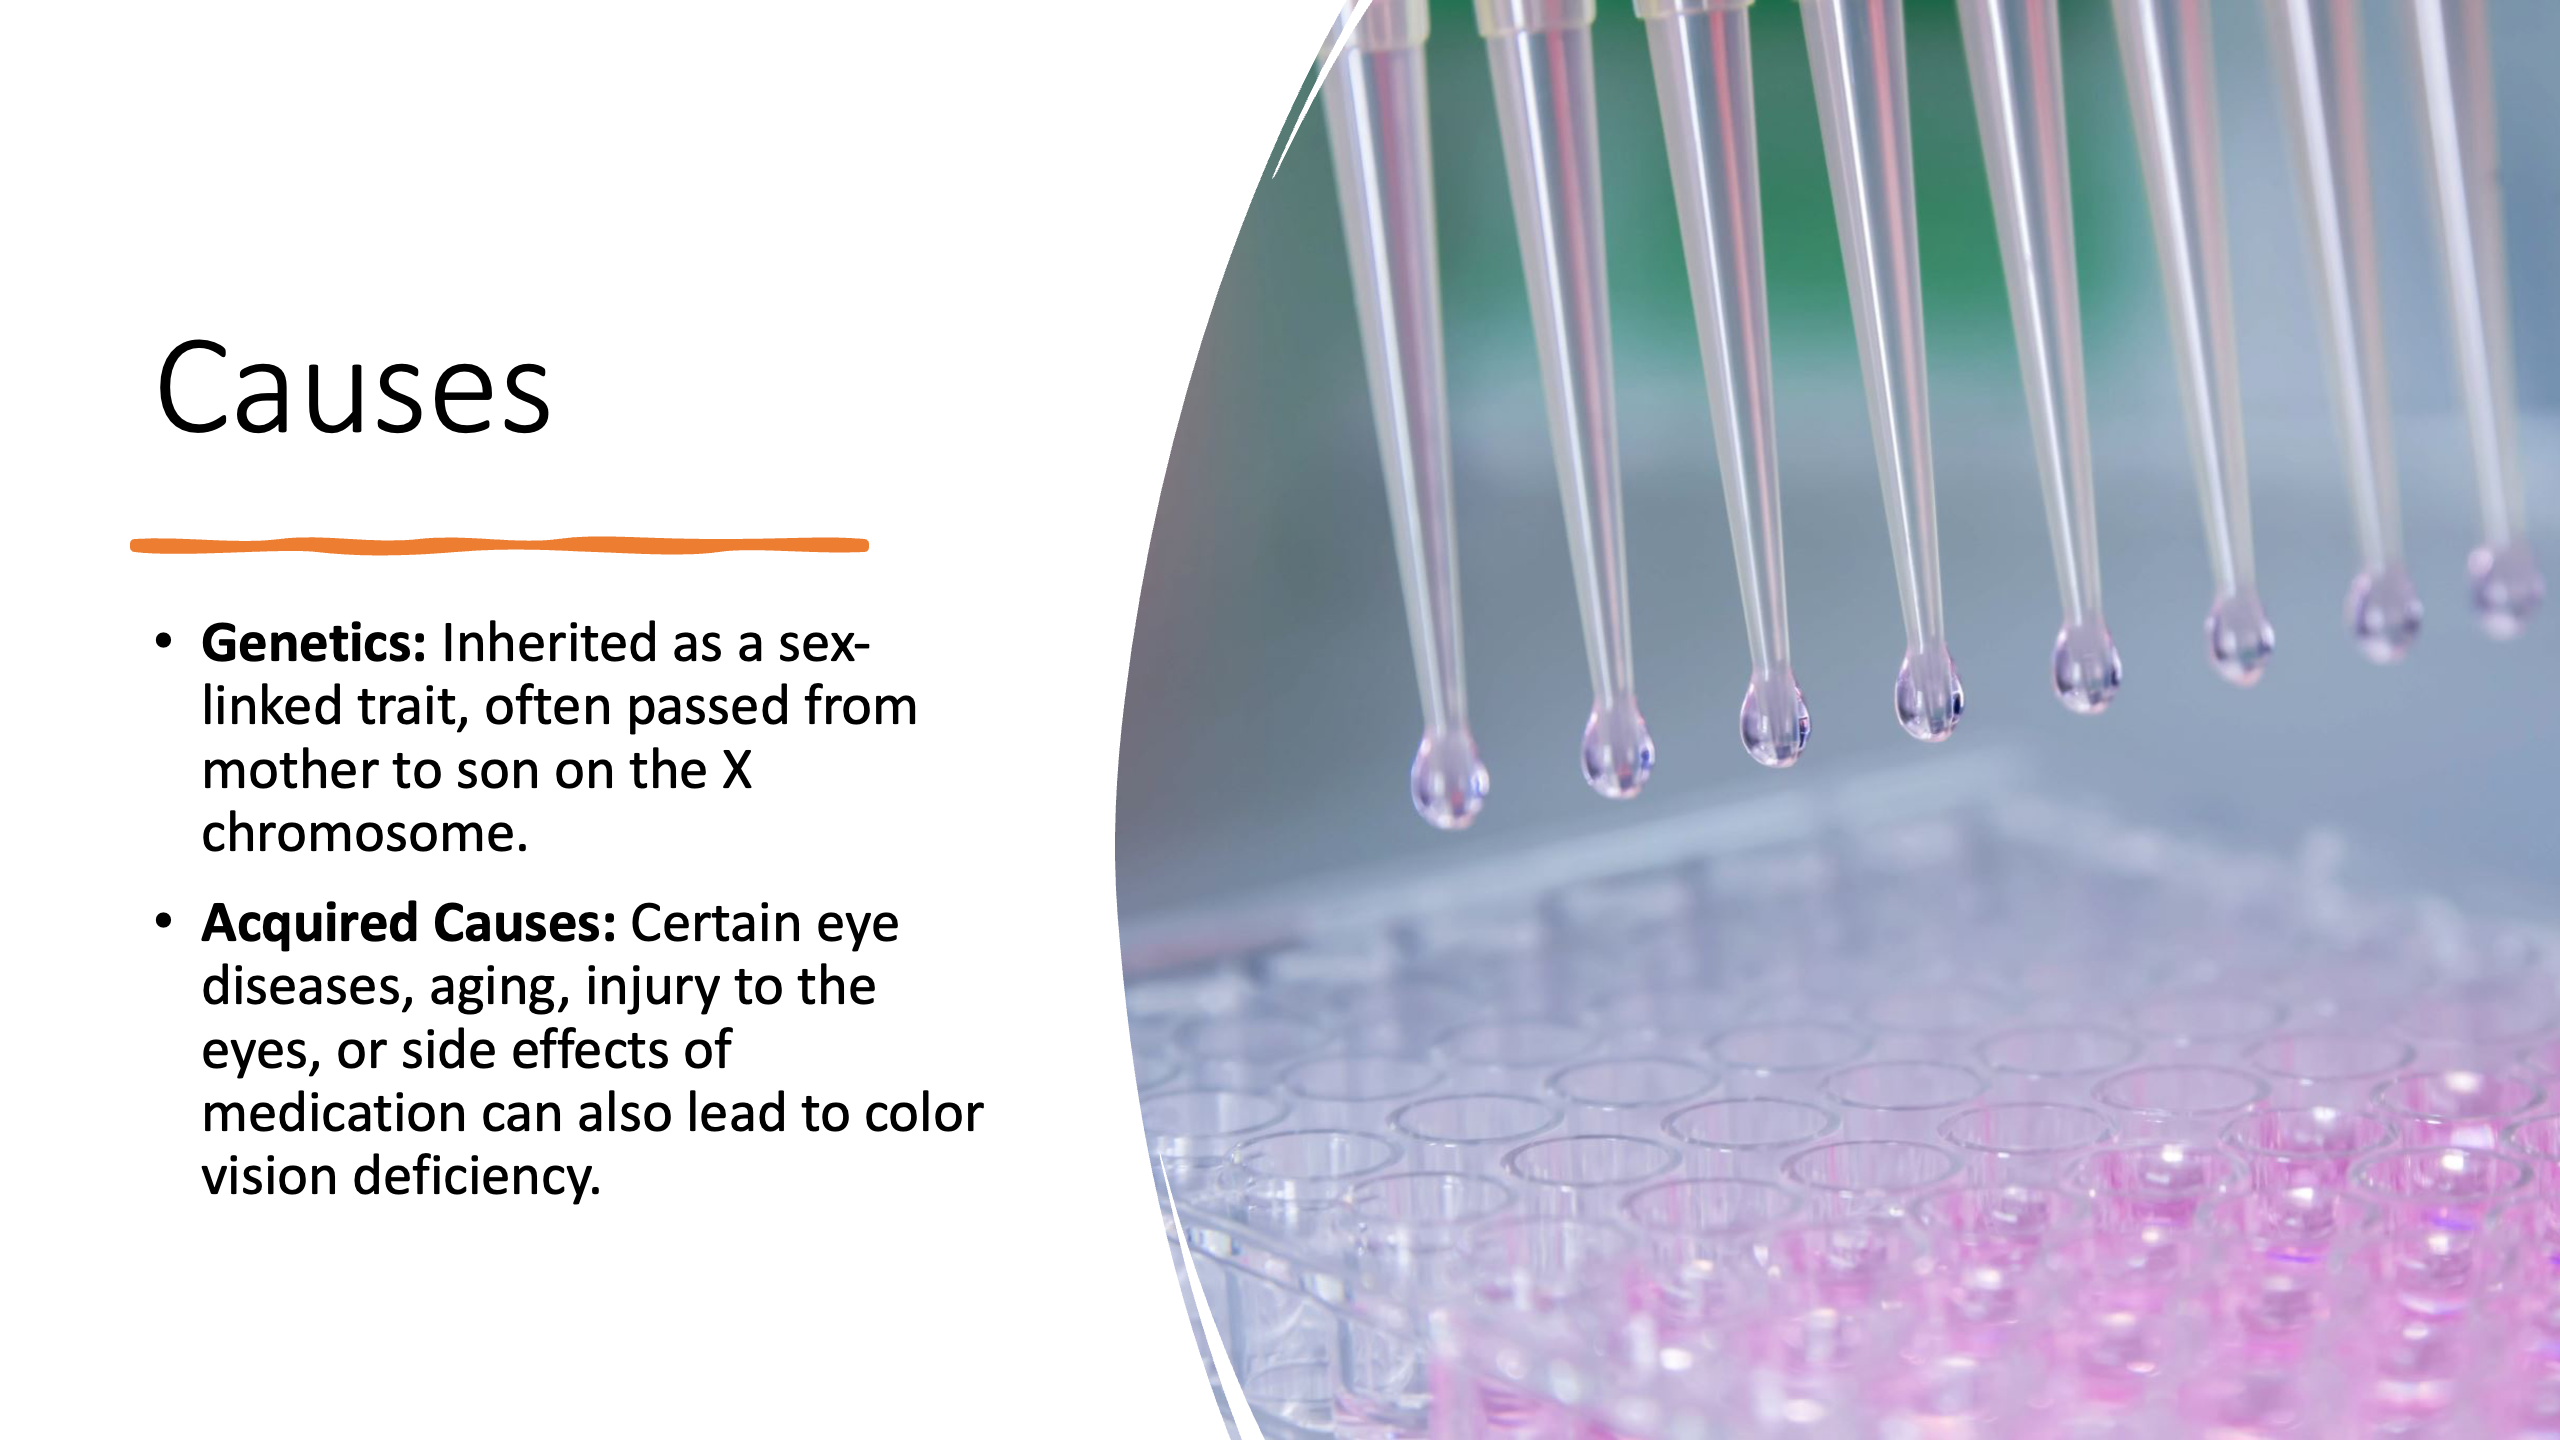 Causes
• Genetics: Inherited as a sex-
linked trait, often passed from
mother to son on the X
chromosome.
• Acquired Causes: Certain eye
diseases, aging, injury to the
eyes, or side effects of
medication can also lead to color
vision deficiency.